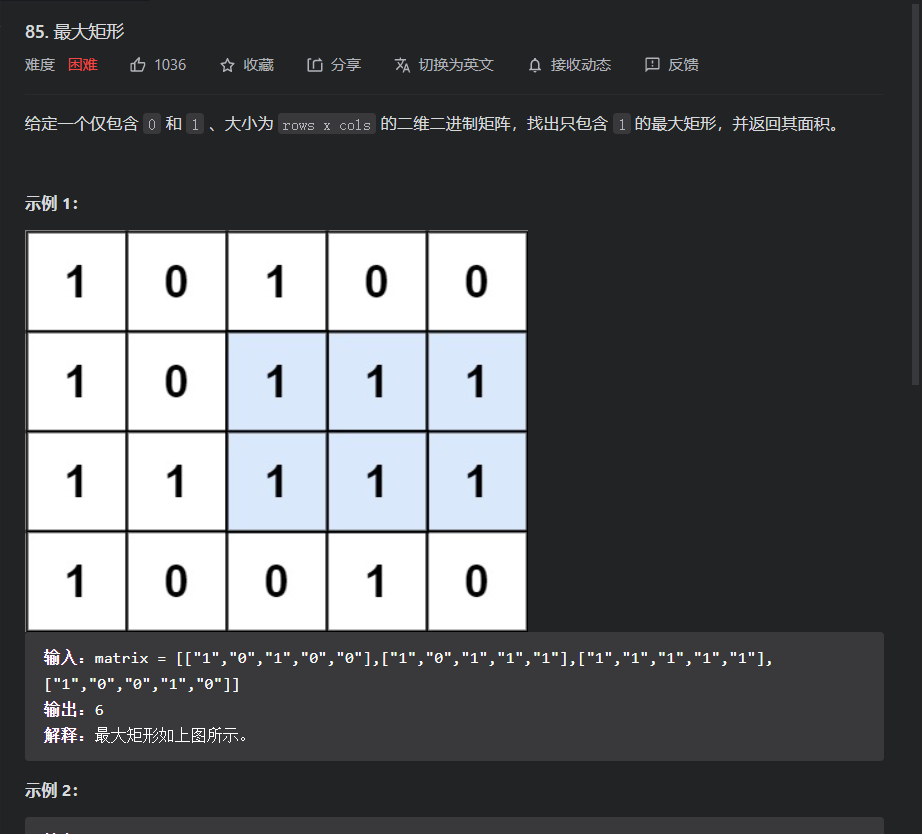 85. 最大矩形
难度 困难 1036 收藏 分享 切换为英文 接收动态 反馈
给定一个仅包含 0 和 1 、大小为 rows x cols 的二维二进制矩阵，找出只包含 1 的最大矩形，并返回其面积。
示例 1：
1 0 1 0 0
1 0 1 1 1
1 1 1 1 1
1 0 0 1 0
输入：matrix = [["1","0","1","0","0"],["1","0","1","1","1"],["1","1","1","1","1"],
["1","0","0","1","0"]]
输出：6
解释：最大矩形如上图所示。
示例 2：